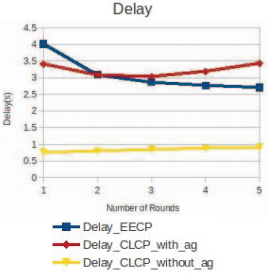 Delay
4.5
4
3.5
3
2.5
2
1.5
1
0.5
0
Delay(s)
1 2 3 4 5
Number of Rounds
Delay_EECP
Delay_CLCP_with_ag
Delay_CLCP_without_ag